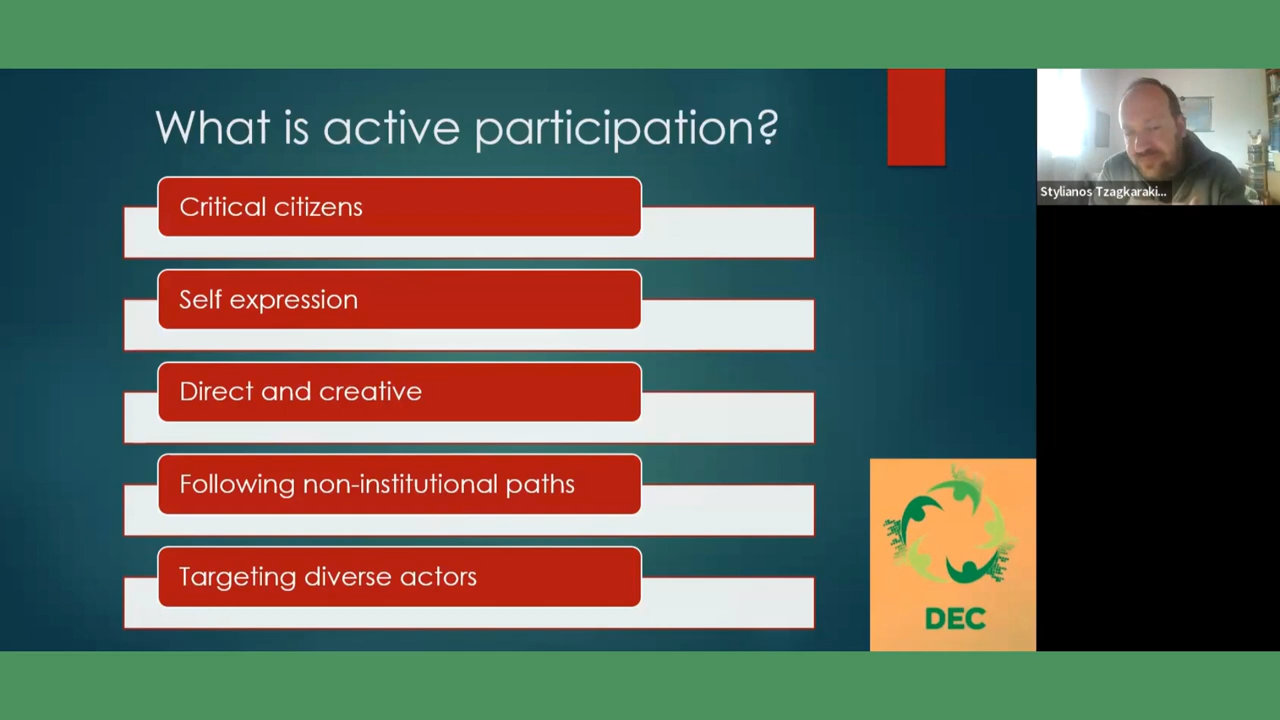 What is active participation?
Critical citizens
Self expression
Direct and creative
Following non-institutional paths
Targeting diverse actors
DEC
Stylianos Tzagkaraki...